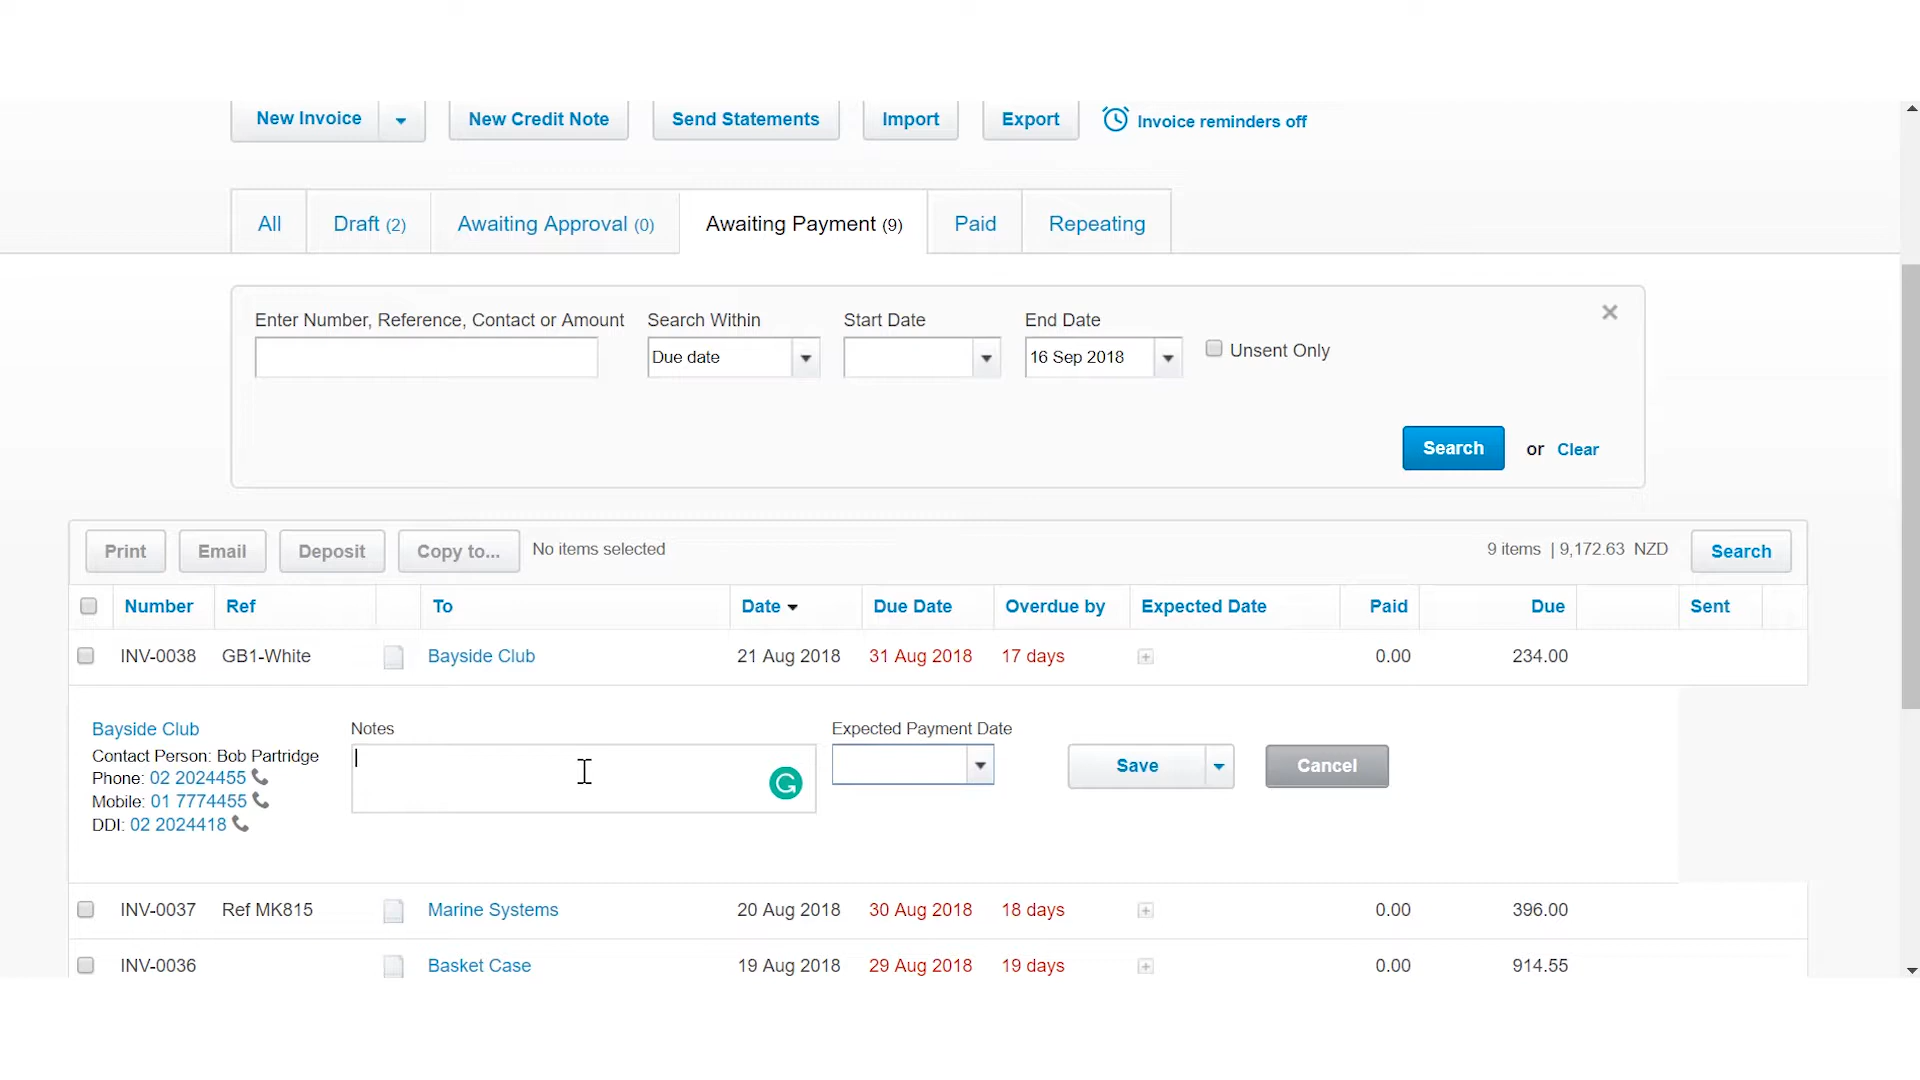 New Invoice New Credit Note Send Statements Import Export Invoice reminders off
All Draft (2) Awaiting Approval (0) Awaiting Payment (9) Paid Repeating
Enter Number, Reference, Contact or Amount Search Within Start Date End Date
Due date 16 Sep 2018 Unsent Only
Search or Clear
Print Email Deposit Copy to... No items selected 9 items | 9,172.63 NZD Search
Number Ref To Date Due Date Overdue by Expected Date Paid Due Sent
INV-0038 GB1-White Bayside Club 21 Aug 2018 31 Aug 2018 17 days 0.00 234.00
Bayside Club Notes Expected Payment Date
Contact Person: Bob Partridge
Phone: 02 2024455
Mobile: 01 7774455
DDI: 02 2024418
Save Cancel
INV-0037 Ref MK815 Marine Systems 20 Aug 2018 30 Aug 2018 18 days 0.00 396.00
INV-0036 Basket Case 19 Aug 2018 29 Aug 2018 19 days 0.00 914.55